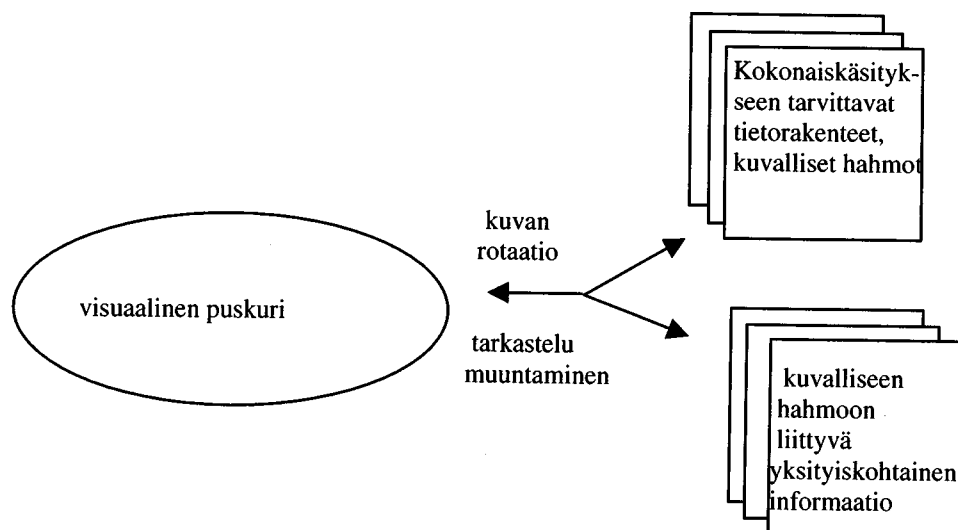 Kokonaiskäsityk-
seen tarvittavat
tietorakenteet,
kuvalliset hahmot
kuvan
rotaatio
visuaalinen puskuri
tarkastelu
muuntaminen
kuvalliseen
hahmoon
liittyvä
yksityiskohtainen
informaatio